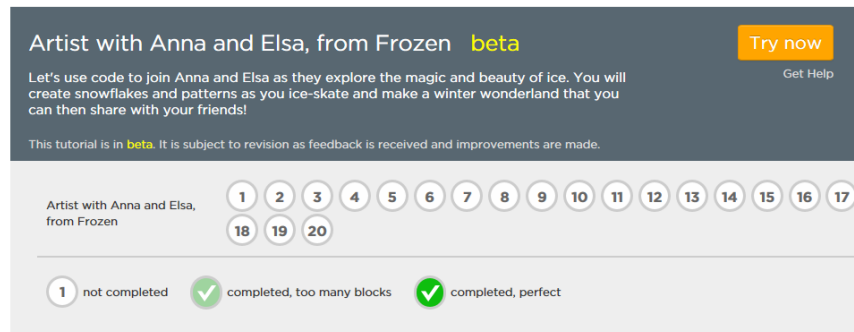 Artist with Anna and Elsa, from Frozen beta
Try now
Get Help
Let's use code to join Anna and Elsa as they explore the magic and beauty of ice. You will
create snowflakes and patterns as you ice-skate and make a winter wonderland that you
can then share with your friends!
This tutorial is in beta. It is subject to revision as feedback is received and improvements are made.
Artist with Anna and Elsa,
from Frozen
1 2 3 4 5 6 7 8 9 10 11 12 13 14 15 16 17
18 19 20
1 not completed completed, too many blocks completed, perfect